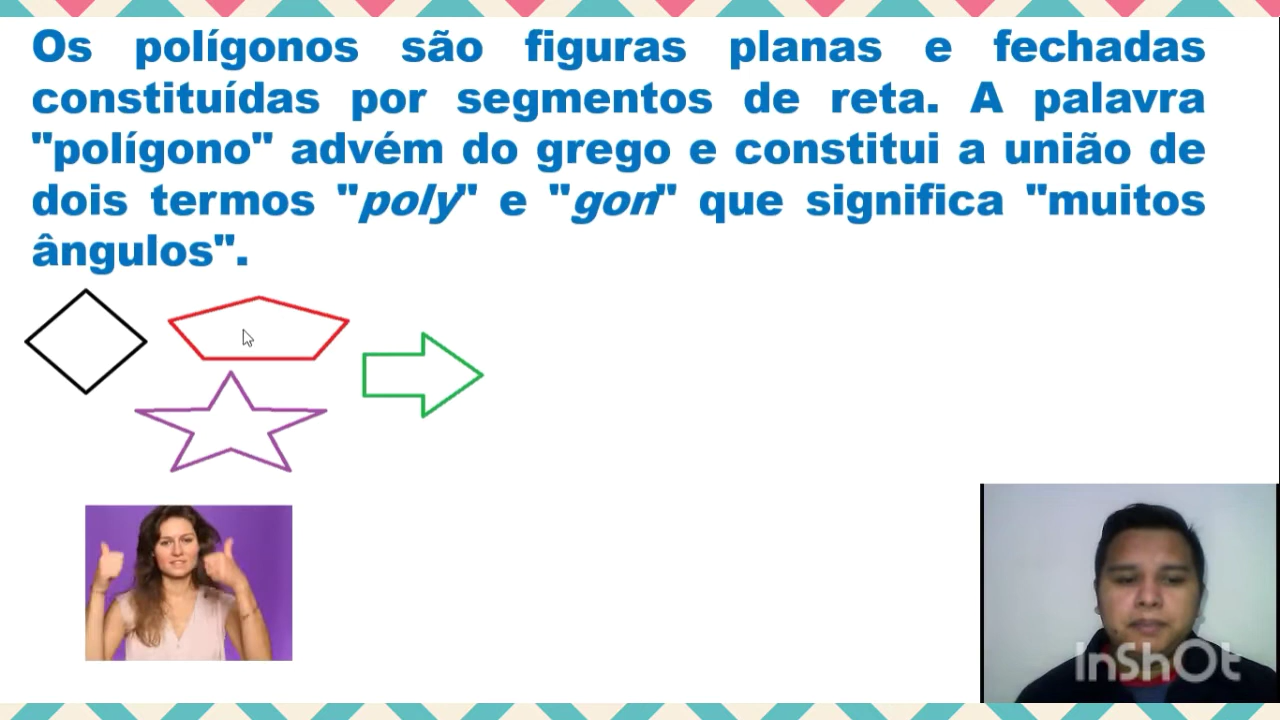 Os polígonos são figuras planas e fechadas
constituídas por segmentos de reta. A palavra
"polígono" advém do grego e constitui a união de
dois termos "poly" e "gon" que significa "muitos
ângulos".
InShOt